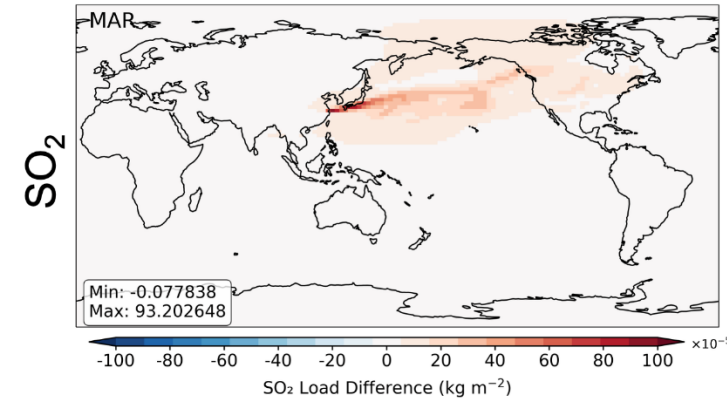 MAR
SO₂
Min: -0.077838
Max: 93.202648
-100 -80 -60 -40 -20 0 20 40 60 80 100
SO₂ Load Difference (kg m⁻²)